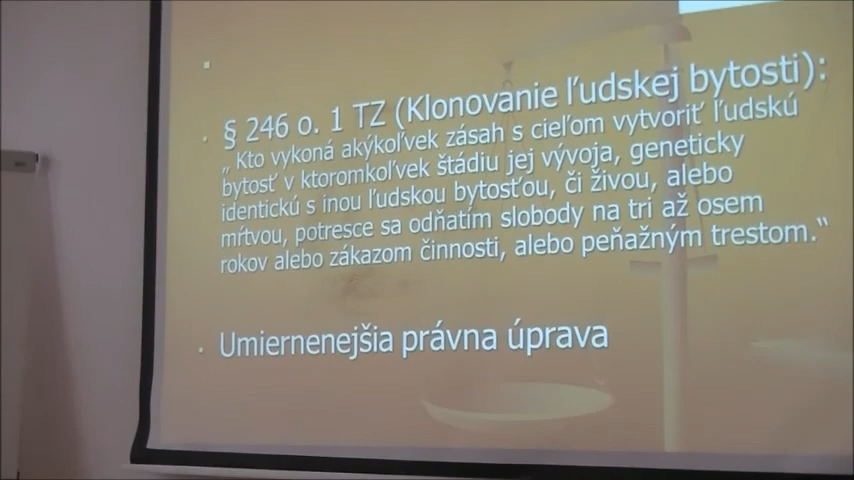 § 246 o. 1 TZ (Klonovanie ľudskej bytosti):
„ Kto vykoná akýkoľvek zásah s cieľom vytvoriť ľudskú
bytosť v ktoromkoľvek štádiu jej vývoja, geneticky
identickú s inou ľudskou bytosťou, či živou, alebo
mŕtvou, potresce sa odňatím slobody na tri až osem
rokov alebo zákazom činnosti, alebo peňažným trestom.“
Umiernenejšia právna úprava